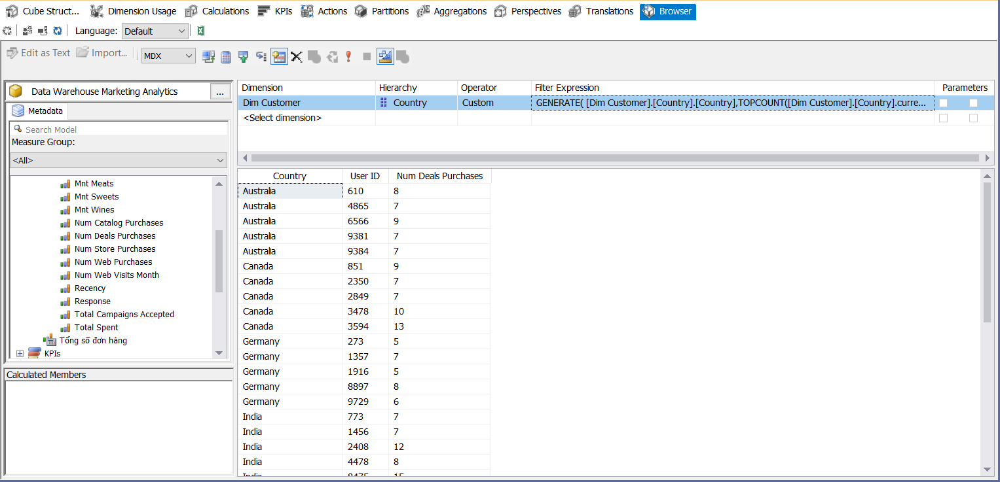 Cube Struct... Dimension Usage Calculations KPIs Actions Partitions Aggregations Perspectives Translations Browser
Language: Default
Edit as Text Import... MDX
Data Warehouse Marketing Analytics ...
Metadata
Search Model
Measure Group:
<All>
Mnt Meats
Mnt Sweets
Mnt Wines
Num Catalog Purchases
Num Deals Purchases
Num Store Purchases
Num Web Purchases
Num Web Visits Month
Recency
Response
Total Campaigns Accepted
Total Spent
Tổng số đơn hàng
KPIs
Calculated Members
Dimension Hierarchy Operator Filter Expression Parameters
Dim Customer Country Custom GENERATE( [Dim Customer].[Country].[Country],TOPCOUNT([Dim Customer].[Country].curre...
<Select dimension>
Country User ID Num Deals Purchases
Australia 610 8
Australia 4865 7
Australia 6566 9
Australia 9381 7
Australia 9384 7
Canada 851 9
Canada 2350 7
Canada 2849 7
Canada 3478 10
Canada 3594 13
Germany 273 5
Germany 1357 7
Germany 1916 5
Germany 8897 8
Germany 9729 6
India 773 7
India 1456 7
India 2408 12
India 4478 8
India 8475 15